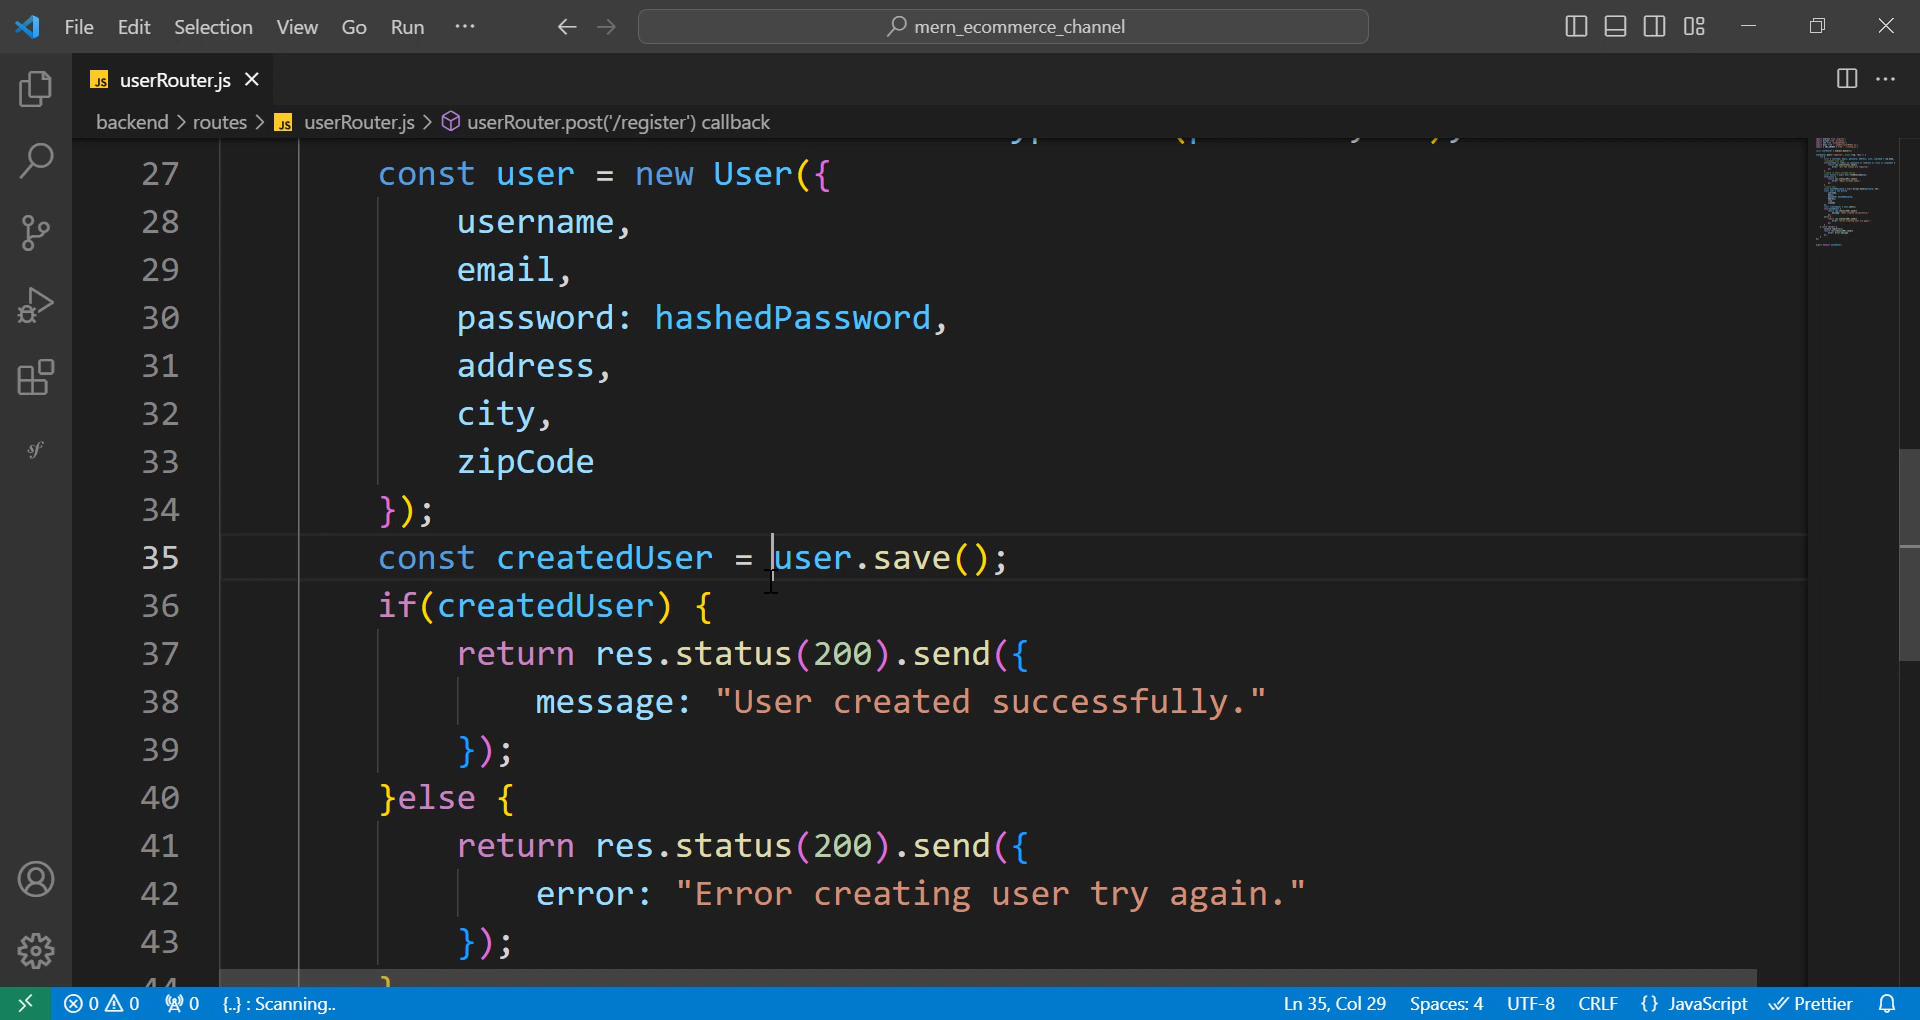 File Edit Selection View Go Run ··· mern_ecommerce_channel
JS userRouter.js
backend > routes > JS userRouter.js > userRouter.post('/register') callback
27 const user = new User({
28 username,
29 email,
30 password: hashedPassword,
31 address,
32 city,
33 zipCode
34 });
35 const createdUser = user.save();
36 if(createdUser) {
37 return res.status(200).send({
38 message: "User created successfully."
39 });
40 }else {
41 return res.status(200).send({
42 error: "Error creating user try again."
43 });
44 }
0 0 0 {..} : Scanning.. Ln 35, Col 29 Spaces: 4 UTF-8 CRLF {} JavaScript Prettier